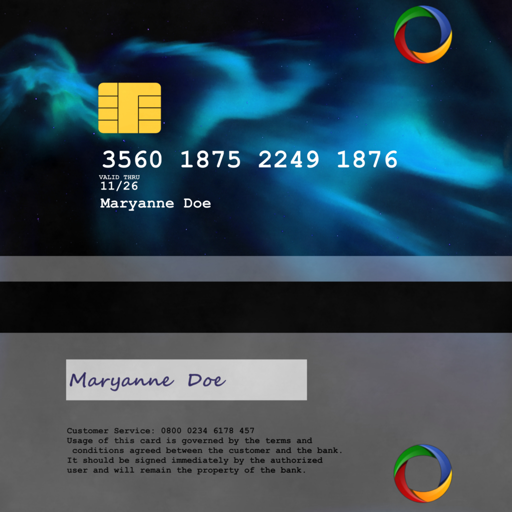 3560 1875 2249 1876
VALID THRU
11/26
Maryanne Doe
Maryanne Doe
Customer Service: 0800 0234 6178 457
Usage of this card is governed by the terms and
conditions agreed between the customer and the bank.
It should be signed immediately by the authorized
user and will remain the property of the bank.